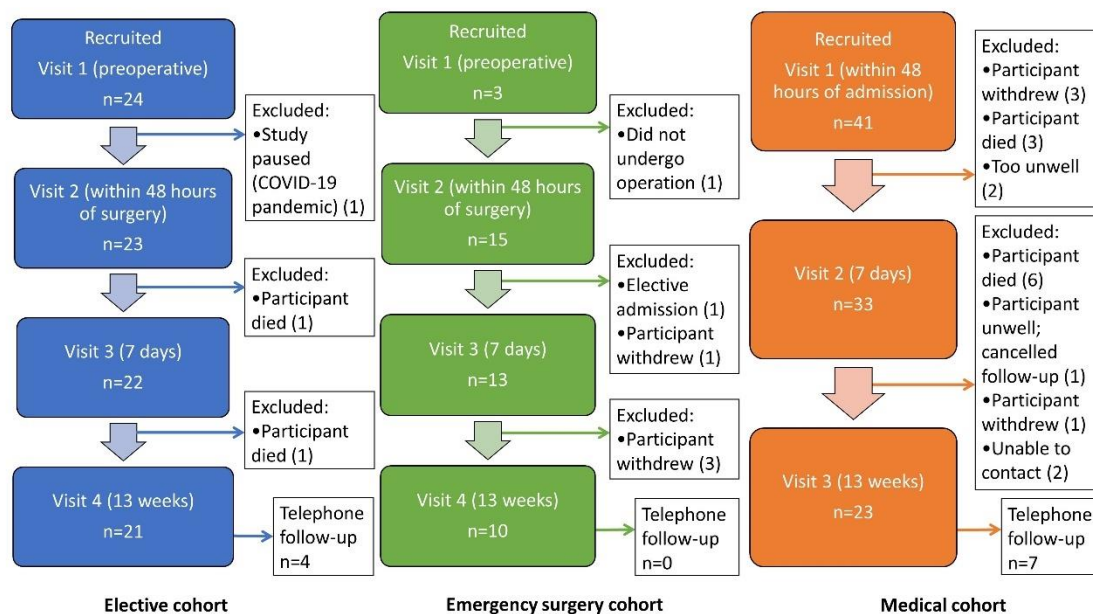 Recruited
Visit 1 (preoperative)
n=24
Excluded:
•Study
paused
(COVID-19
pandemic) (1)
Visit 2 (within 48 hours
of surgery)
n=23
Excluded:
•Participant
died (1)
Visit 3 (7 days)
n=22
Excluded:
•Participant
died (1)
Visit 4 (13 weeks)
n=21
Telephone
follow-up
n=4
Elective cohort
Recruited
Visit 1 (preoperative)
n=3
Excluded:
•Did not
undergo
operation (1)
Visit 2 (within 48 hours
of surgery)
n=15
Excluded:
•Elective
admission (1)
•Participant
withdrew (1)
Visit 3 (7 days)
n=13
Excluded:
•Participant
withdrew (3)
Visit 4 (13 weeks)
n=10
Telephone
follow-up
n=0
Emergency surgery cohort
Recruited
Visit 1 (within
48 hours of
admission)
n=41
Excluded:
•Participant
withdrew (3)
•Participant
died (3)
•Too unwell
(2)
Visit 2 (7 days)
n=33
Excluded:
•Participant
died (6)
•Participant
unwell;
cancelled
follow-up (1)
•Participant
withdrew (1)
•Unable to
contact (2)
Visit 3 (13 weeks)
n=23
Telephone
follow-up
n=7
Medical cohort